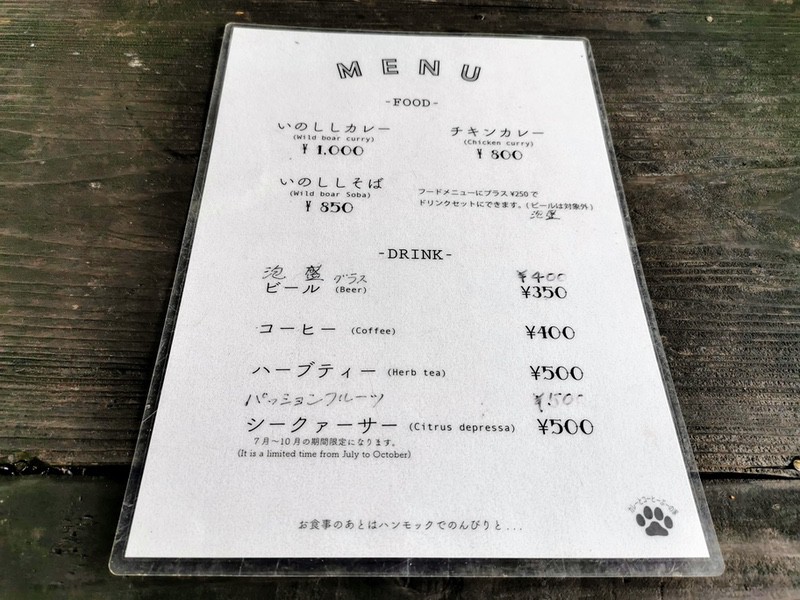 MENU
-FOOD-
いのししカレー
(Wild boar curry)
¥ 1.000
チキンカレー
(Chicken curry)
¥ 800
いのししそば
(Wild boar Soba)
¥ 850
フードメニューにプラス ¥250 で
ドリンクセットにできます。(ビールは対象外)
泡盛
-DRINK-
泡盛 グラス ¥400
ビール (Beer) ¥350
コーヒー (Coffee) ¥400
ハーブティー (Herb tea) ¥500
パッションフルーツ ¥500
シークァーサー (Citrus depressa) ¥500
7月〜10月の期間限定になります。
(It is a limited time from July to October)
お食事のあとはハンモックでのんびりと...